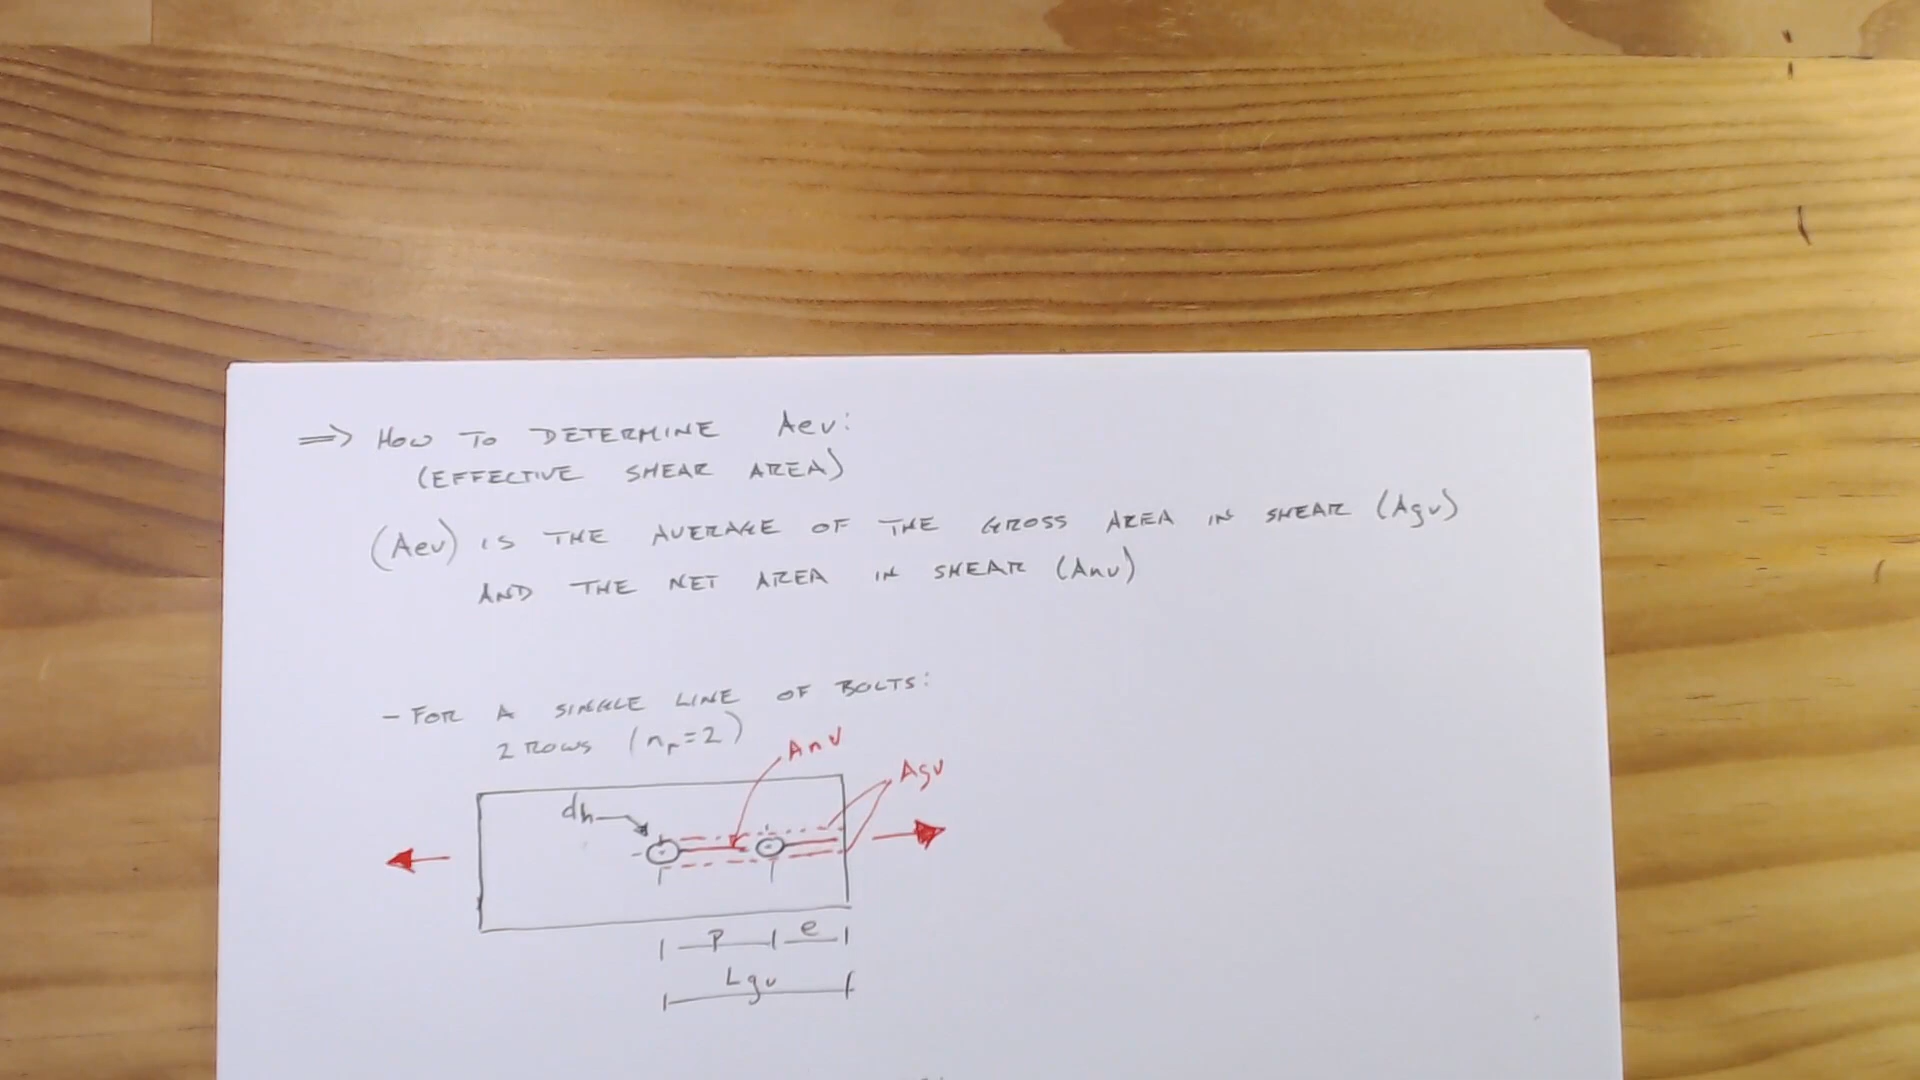 ⇒ HOW TO DETERMINE Aev:
(EFFECTIVE SHEAR AREA)
(Aev) IS THE AVERAGE OF THE GROSS AREA IN SHEAR (Agv)
AND THE NET AREA IN SHEAR (Anv)
- FOR A SINGLE LINE OF BOLTS:
2 ROWS (nr=2)
Anv
Agv
dh
p
e
Lgv